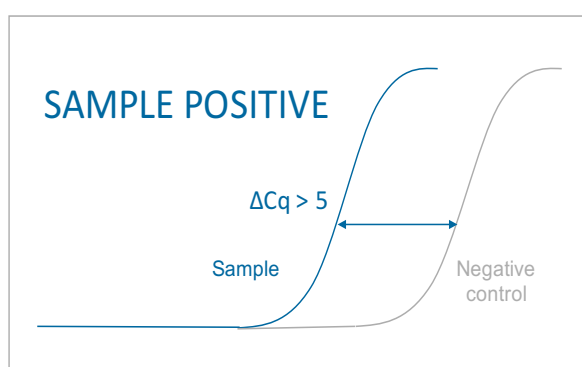 SAMPLE POSITIVE
ΔCq > 5
Sample
Negative
control